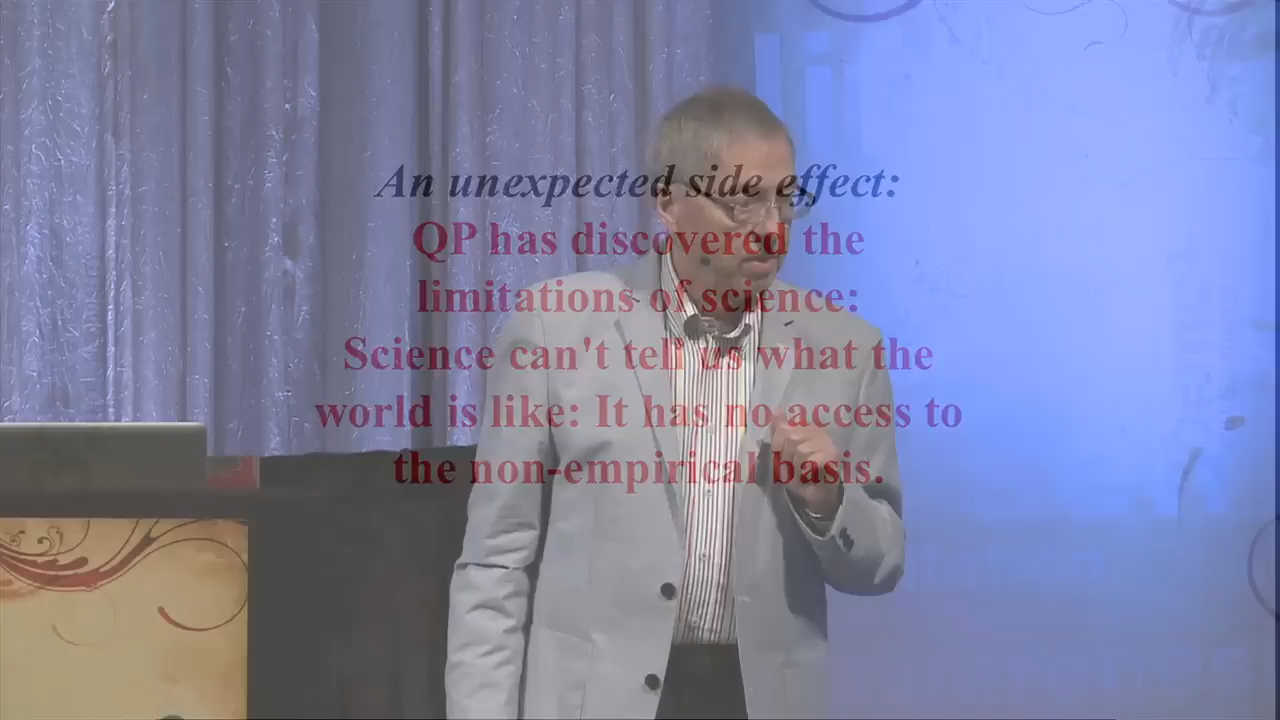 An unexpected side effect:
QP has discovered the
limitations of science:
Science can't tell us what the
world is like: It has no access to
the non-empirical basis.